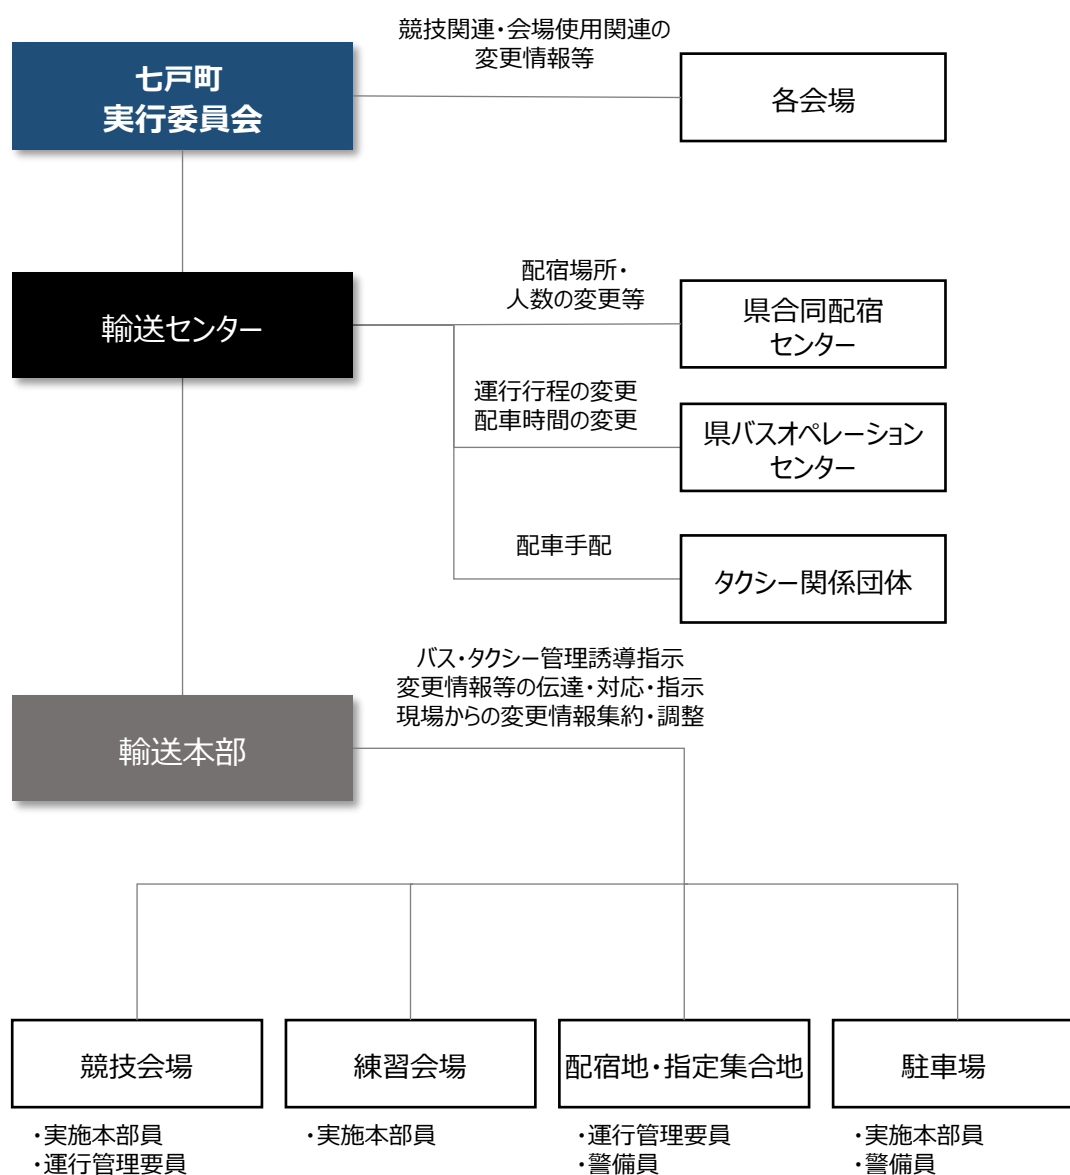 競技関連・会場使用関連の
変更情報等
七戸町
実行委員会
各会場
配宿場所・
人数の変更等
輸送センター
県合同配宿
センター
運行行程の変更
配車時間の変更
県バスオペレーション
センター
配車手配
タクシー関係団体
バス・タクシー管理誘導指示
変更情報等の伝達・対応・指示
現場からの変更情報集約・調整
輸送本部
競技会場
・実施本部員
・運行管理要員
練習会場
・実施本部員
配宿地・指定集合地
・運行管理要員
・警備員
駐車場
・実施本部員
・警備員